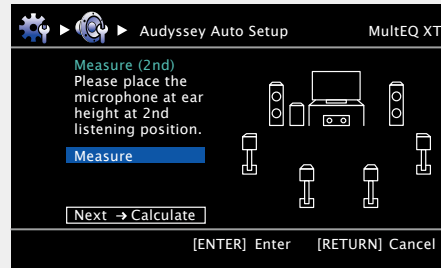 Audyssey Auto Setup MultEQ XT
Measure (2nd)
Please place the
microphone at ear
height at 2nd
listening position.
Measure
Next → Calculate
[ENTER] Enter [RETURN] Cancel